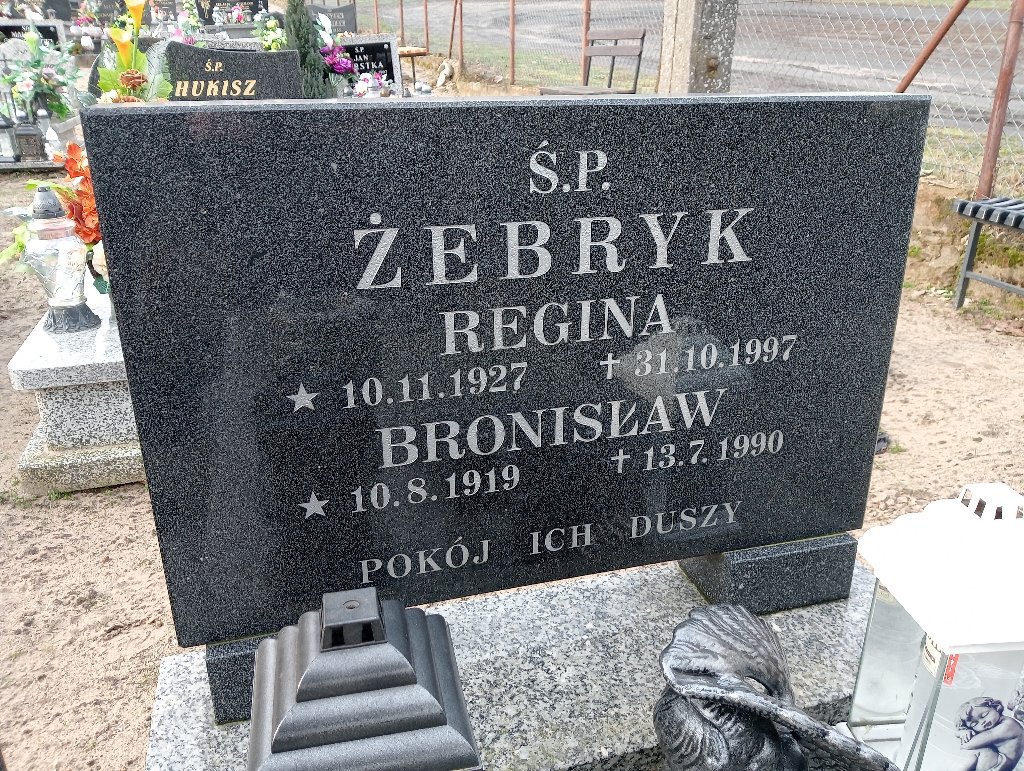 Ś.P.
HUKISZ
Ś.P
JAN
Ś.P.
ŻEBRYK
REGINA
★ 10.11.1927 ✝ 31.10.1997
BRONISŁAW
★ 10.8.1919 ✝ 13.7.1990
POKÓJ ICH DUSZY